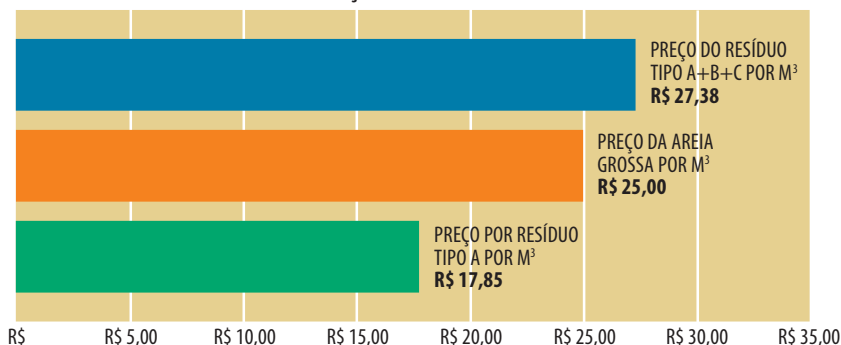 PREÇO DO RESÍDUO
TIPO A+B+C POR M³
R$ 27,38
PREÇO DA AREIA
GROSSA POR M³
R$ 25,00
PREÇO POR RESÍDUO
TIPO A POR M³
R$ 17,85
R$ R$ 5,00 R$ 10,00 R$ 15,00 R$ 20,00 R$ 25,00 R$ 30,00 R$ 35,00